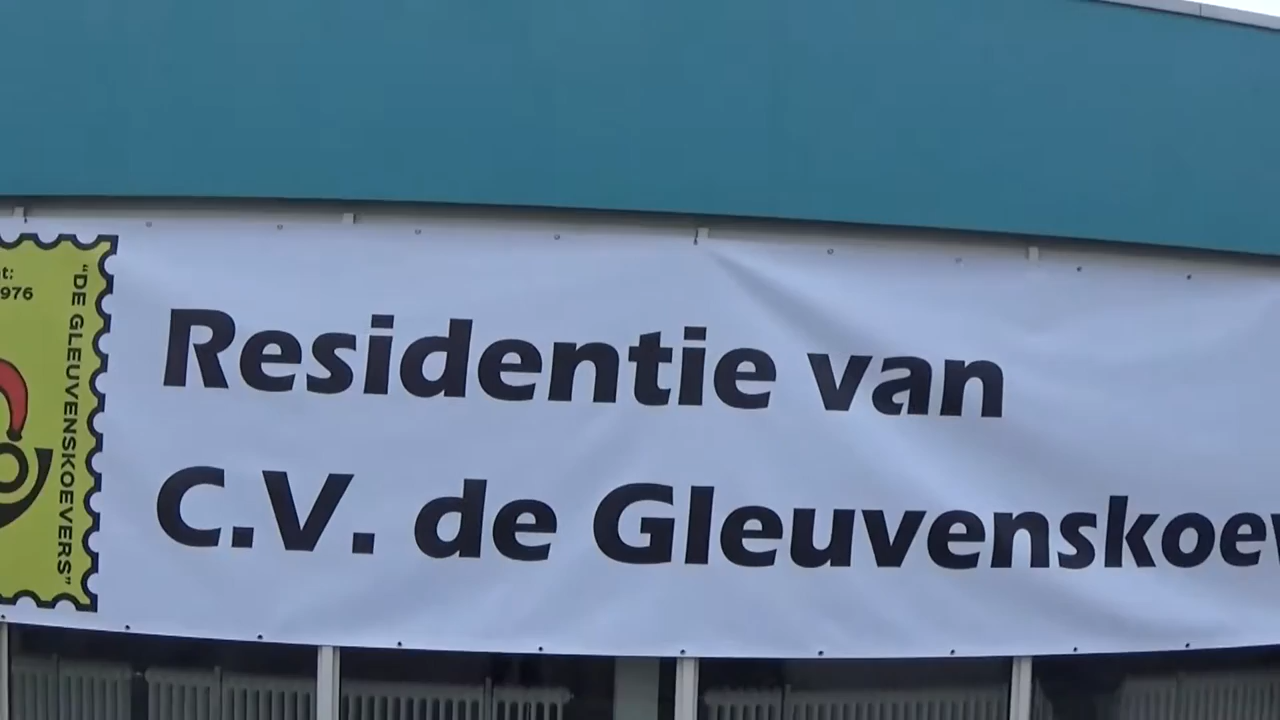 t:
976
"DE GLEUVENSKOEVERS"
Residentie van
C.V. de Gleuvenskoev